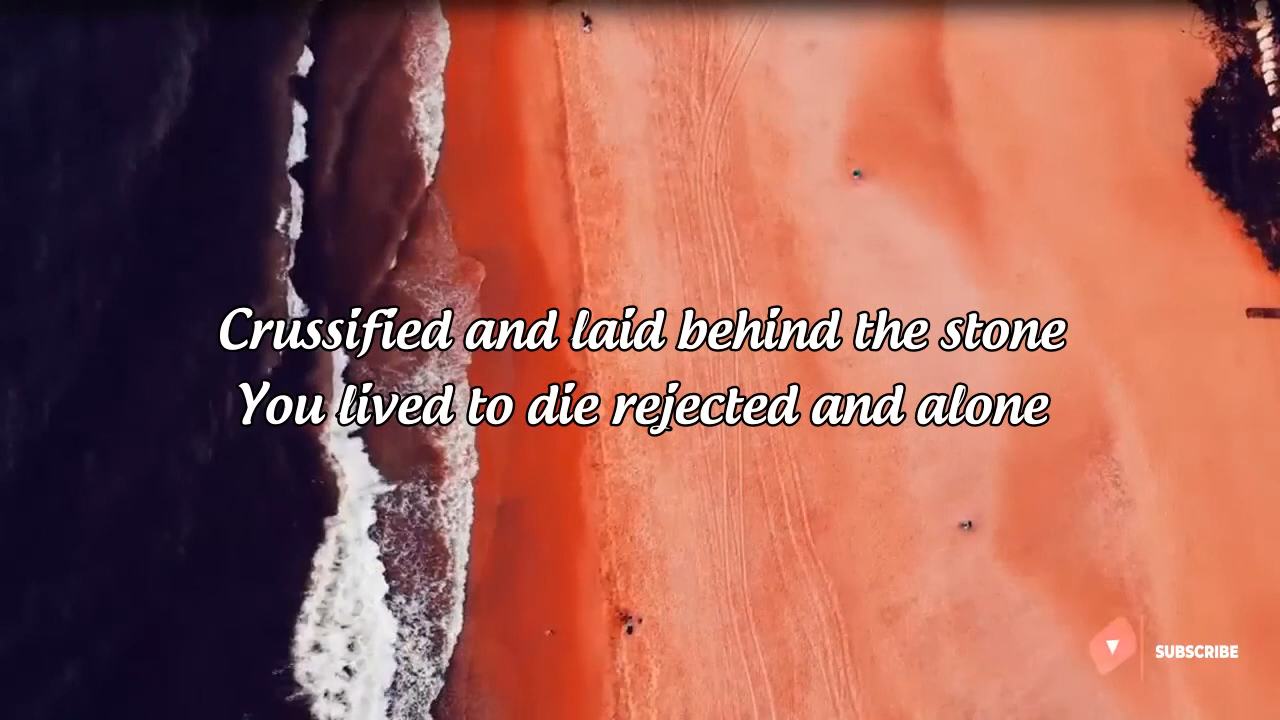 Crussified and laid behind the stone
You lived to die rejected and alone
SUBSCRIBE